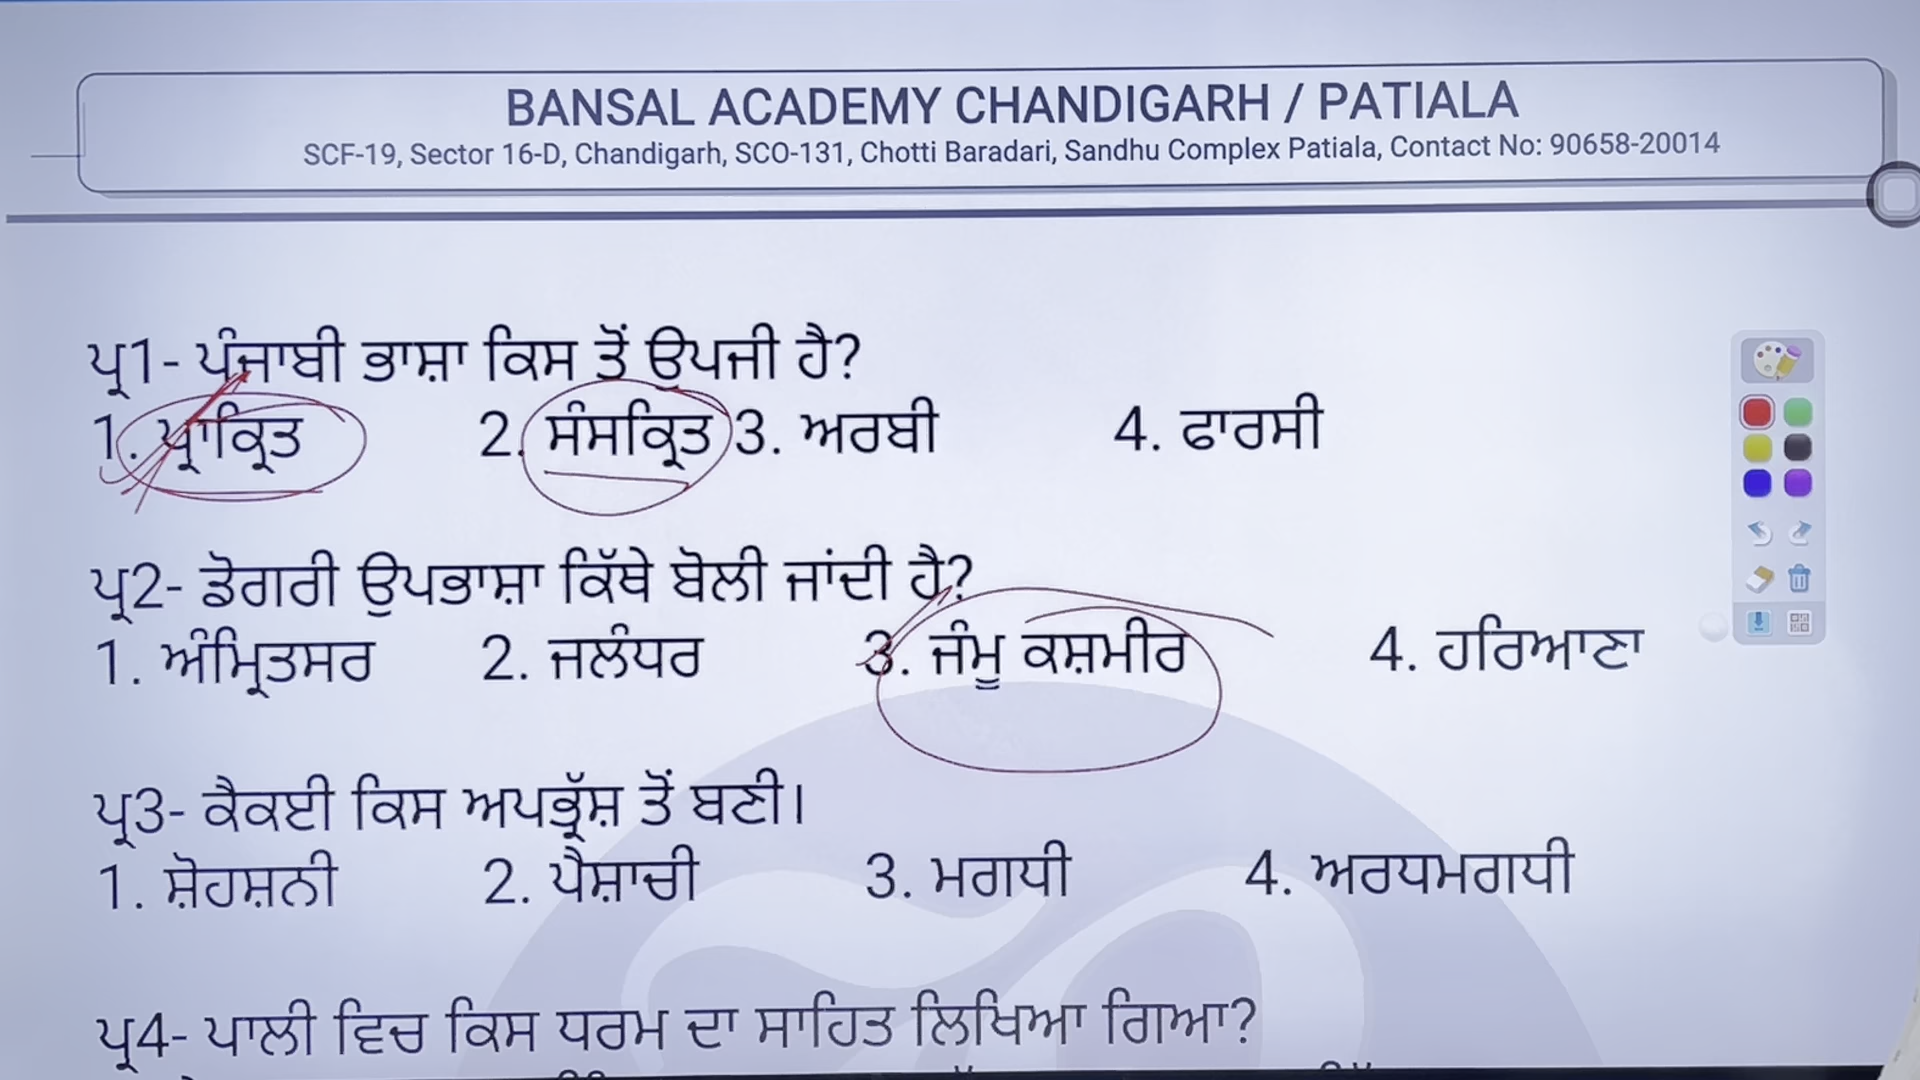 BANSAL ACADEMY CHANDIGARH / PATIALA
SCF-19, Sector 16-D, Chandigarh, SCO-131, Chotti Baradari, Sandhu Complex Patiala, Contact No: 90658-20014
ਪ੍ਰ1- ਪੰਜਾਬੀ ਭਾਸ਼ਾ ਕਿਸ ਤੋਂ ਉਪਜੀ ਹੈ?
1. ਪ੍ਰਾਕ੍ਰਿਤ 2. ਸੰਸਕ੍ਰਿਤ 3. ਅਰਬੀ 4. ਫਾਰਸੀ
ਪ੍ਰ2- ਡੋਗਰੀ ਉਪਭਾਸ਼ਾ ਕਿੱਥੇ ਬੋਲੀ ਜਾਂਦੀ ਹੈ?
1. ਅੰਮ੍ਰਿਤਸਰ 2. ਜਲੰਧਰ 3. ਜੰਮੂ ਕਸ਼ਮੀਰ 4. ਹਰਿਆਣਾ
ਪ੍ਰ3- ਕੈਕਈ ਕਿਸ ਅਪਭ੍ਰੱਸ਼ ਤੋਂ ਬਣੀ।
1. ਸ਼ੋਹਸ਼ਨੀ 2. ਪੈਸ਼ਾਚੀ 3. ਮਗਧੀ 4. ਅਰਧਮਗਧੀ
ਪ੍ਰ4- ਪਾਲੀ ਵਿਚ ਕਿਸ ਧਰਮ ਦਾ ਸਾਹਿਤ ਲਿਖਿਆ ਗਿਆ?